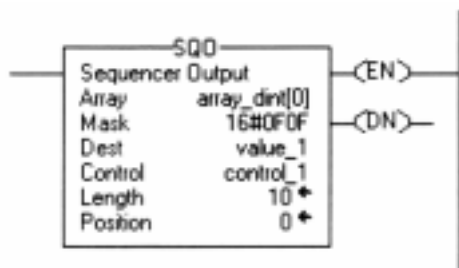 SQO
Sequencer Output (EN)
Array array_dint[0]
Mask 16#0F0F (DN)
Dest value_1
Control control_1
Length 10
Position 0